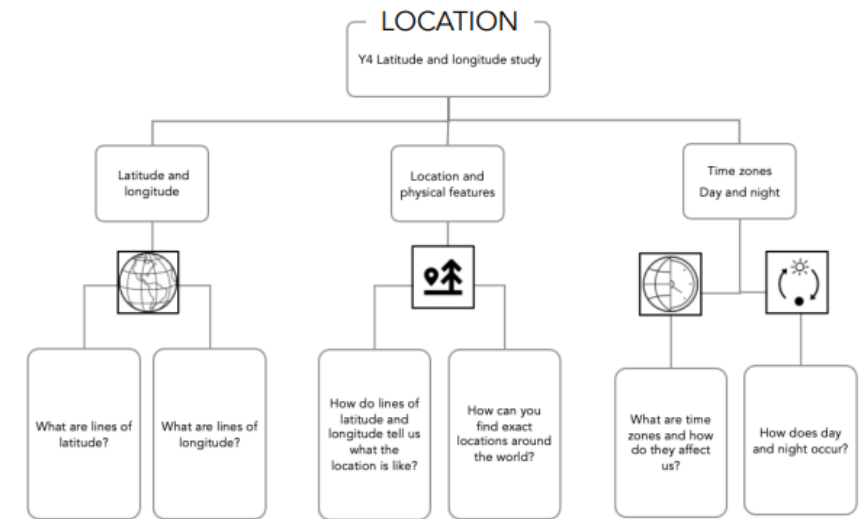 LOCATION
Y4 Latitude and longitude study
Latitude and
longitude
Location and
physical features
Time zones
Day and night
What are lines of
latitude?
What are lines of
longitude?
How do lines of
latitude and
longitude tell us
what the
location is like?
How can you
find exact
locations around
the world?
What are time
zones and how
do they affect
us?
How does day
and night occur?